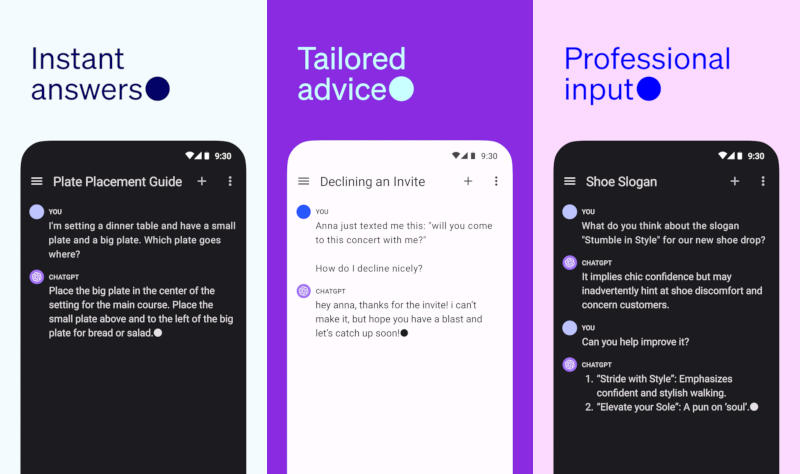 Instant
answers
9:30
Plate Placement Guide
YOU
I'm setting a dinner table and have a small
plate and a big plate. Which plate goes
where?
CHATGPT
Place the big plate in the center of the
setting for the main course. Place the
small plate above and to the left of the big
plate for bread or salad.
Tailored
advice
9:30
Declining an Invite
YOU
Anna just texted me this: "will you come
to this concert with me?"
How do I decline nicely?
CHATGPT
hey anna, thanks for the invite! i can't
make it, but hope you have a blast and
let's catch up soon!
Professional
input
9:30
Shoe Slogan
YOU
What do you think about the slogan
"Stumble in Style" for our new shoe drop?
CHATGPT
It implies chic confidence but may
inadvertently hint at shoe discomfort and
concern customers.
YOU
Can you help improve it?
CHATGPT
1. “Stride with Style”: Emphasizes
confident and stylish walking.
2. “Elevate your Sole”: A pun on ‘soul’.